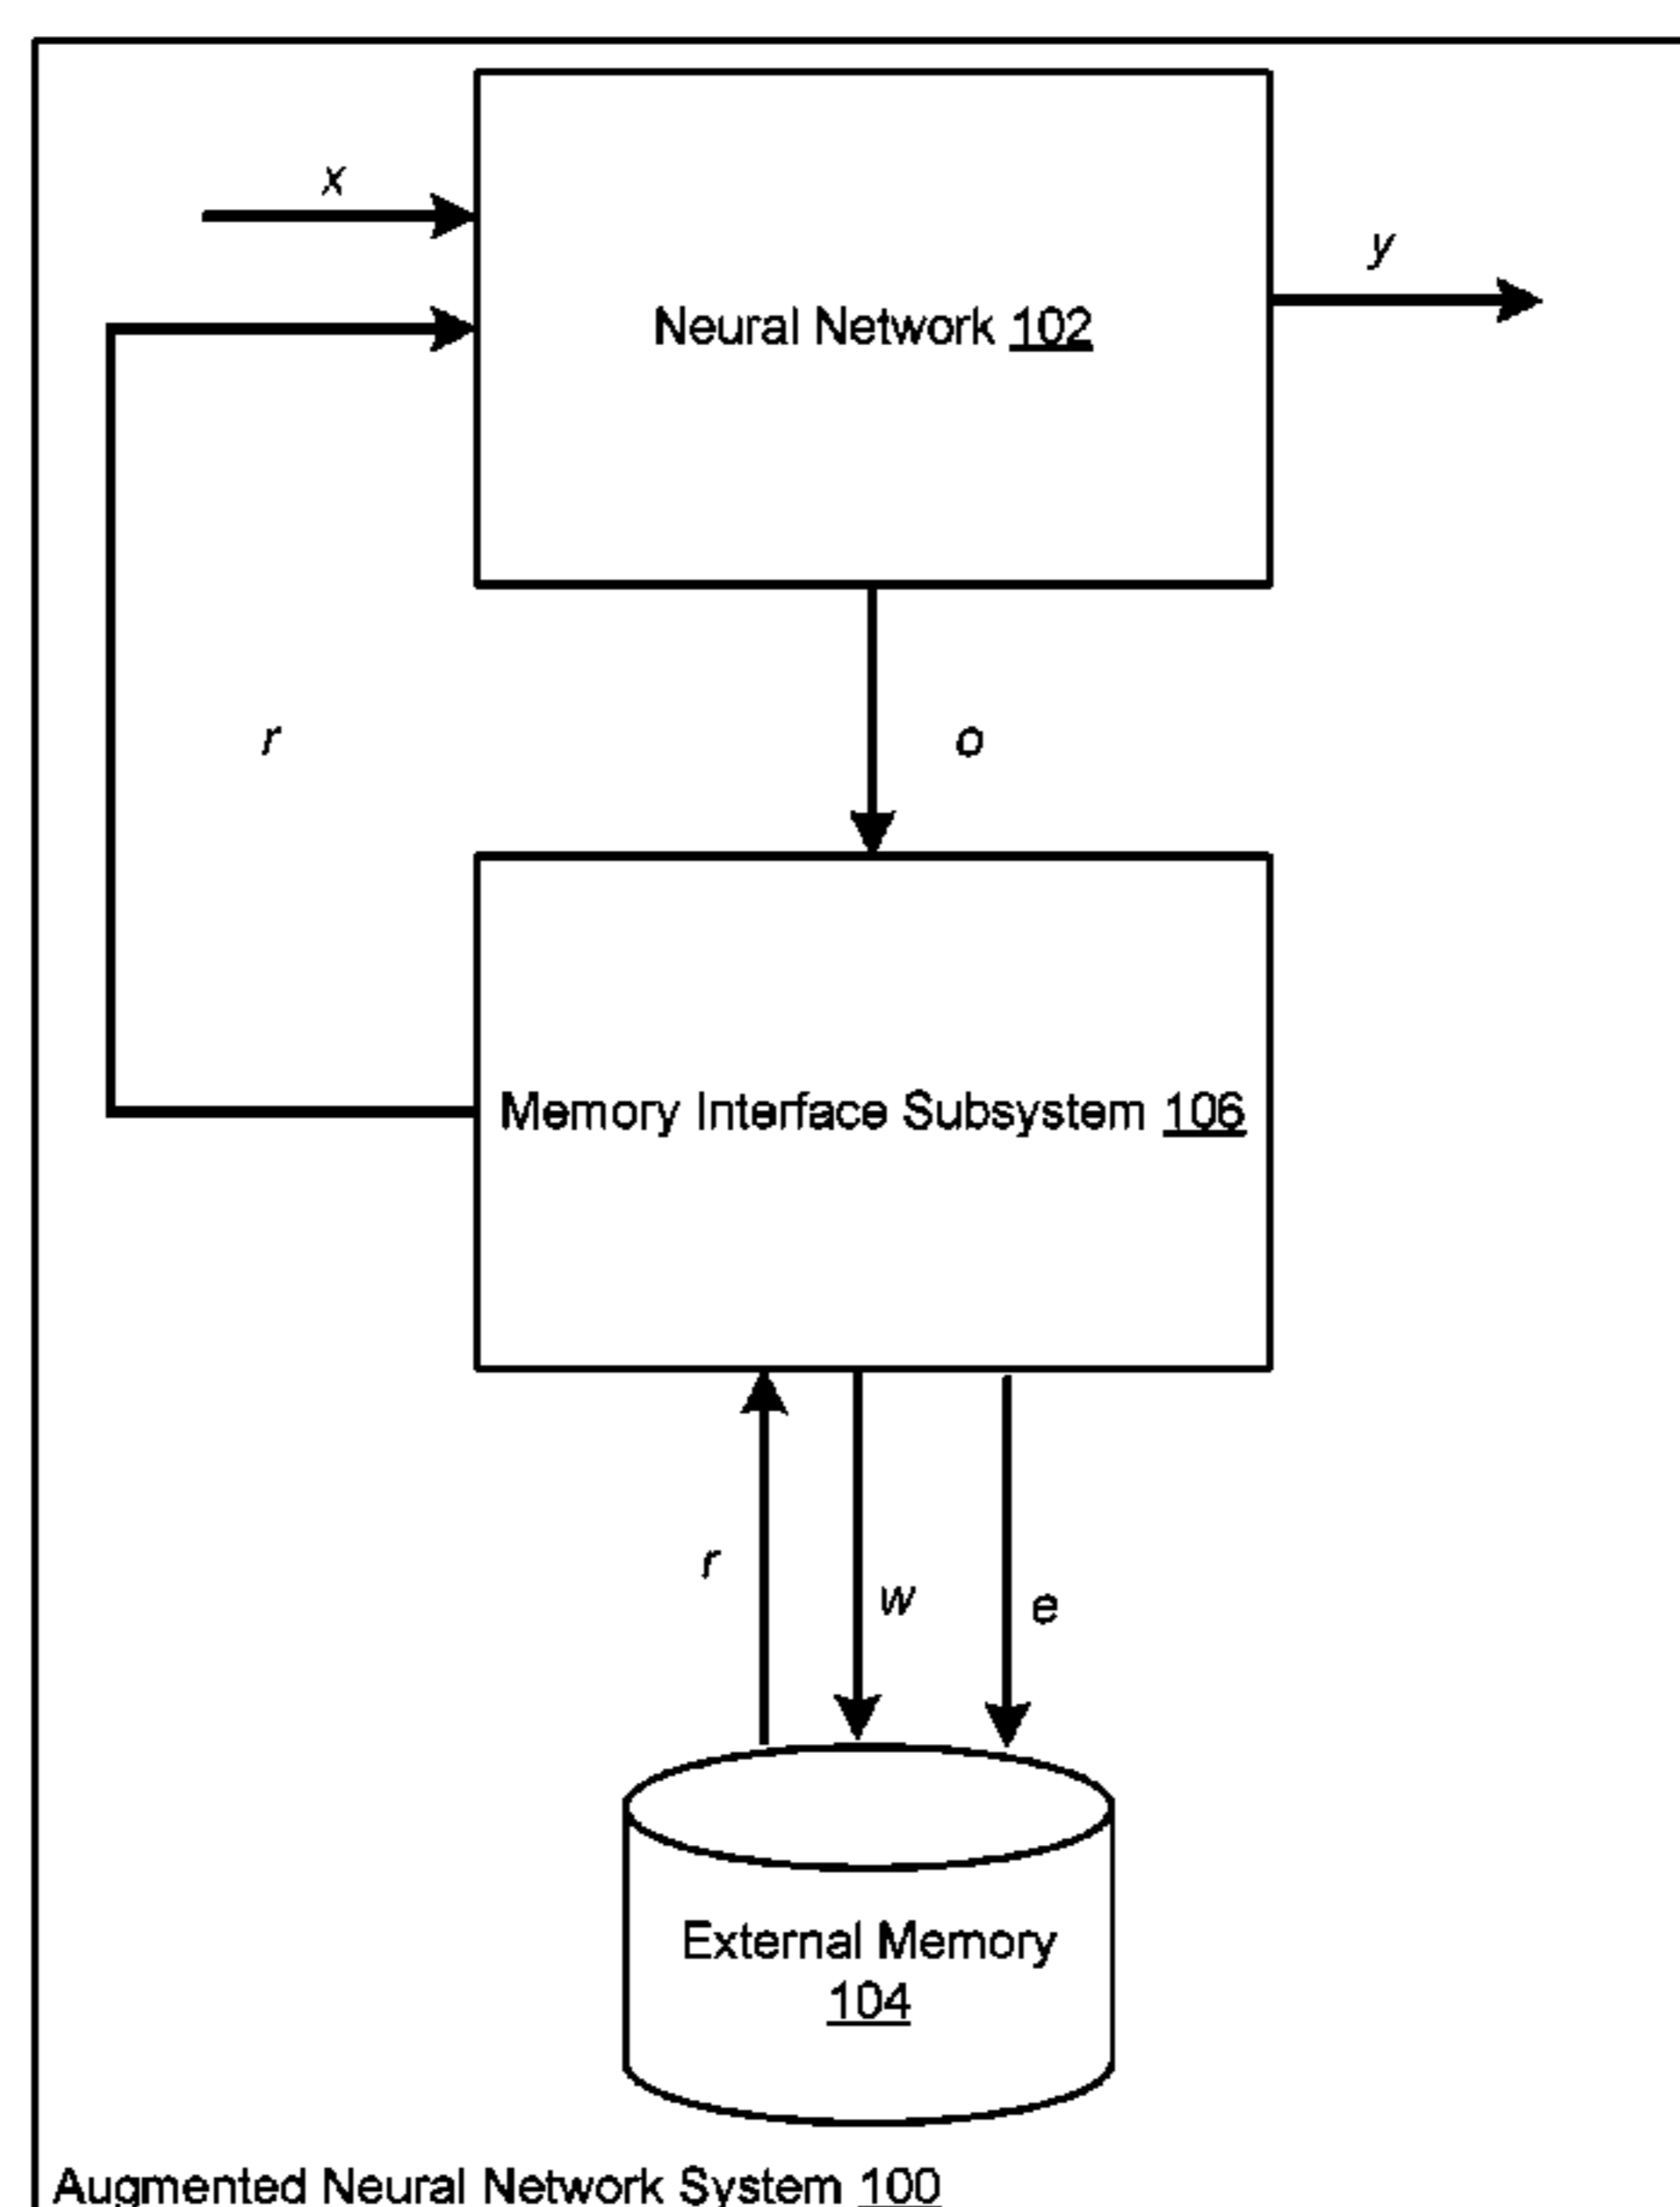 x
y
Neural Network 102
r
o
Memory Interface Subsystem 106
r
w
e
External Memory
104
Augmented Neural Network System 100